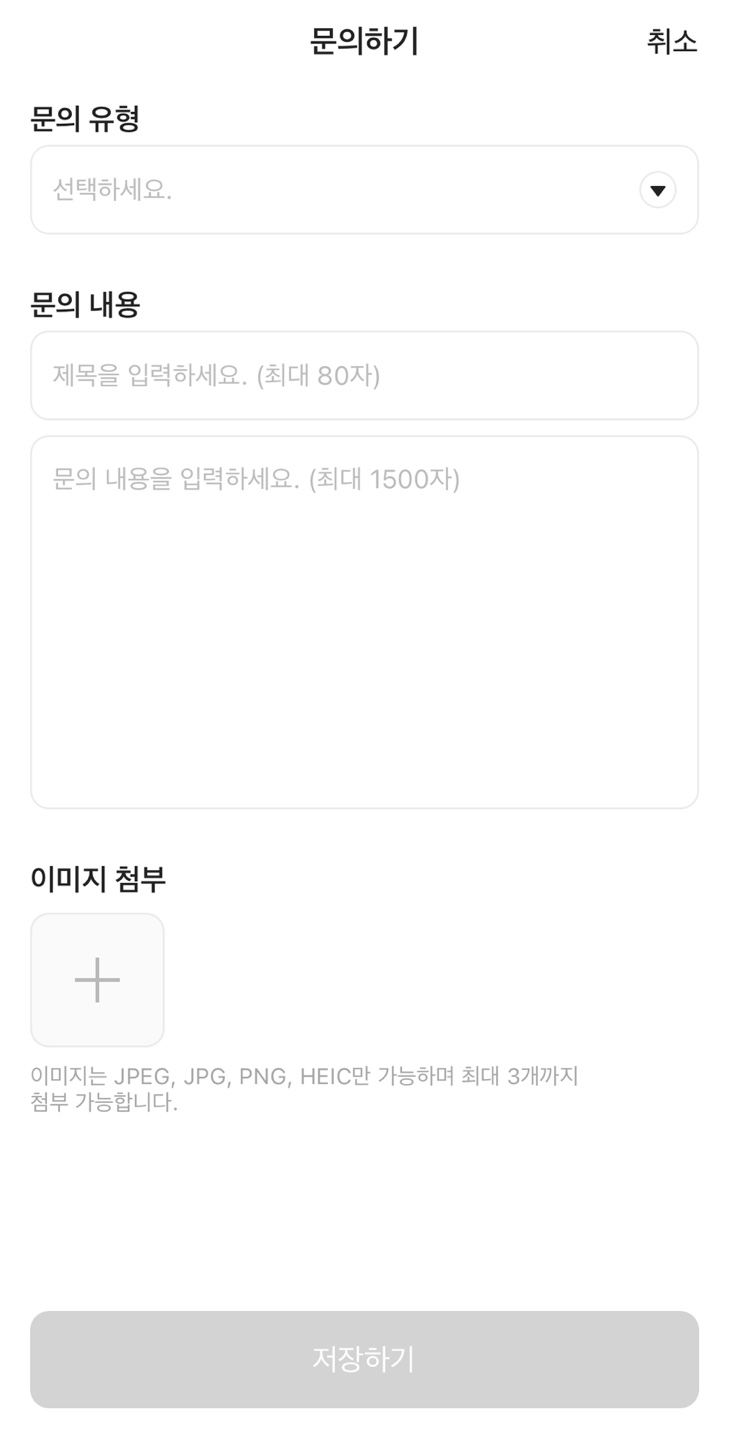 문의하기
취소
문의 유형
선택하세요.
문의 내용
제목을 입력하세요. (최대 80자)
문의 내용을 입력하세요. (최대 1500자)
이미지 첨부
이미지는 JPEG, JPG, PNG, HEIC만 가능하며 최대 3개까지
첨부 가능합니다.
저장하기